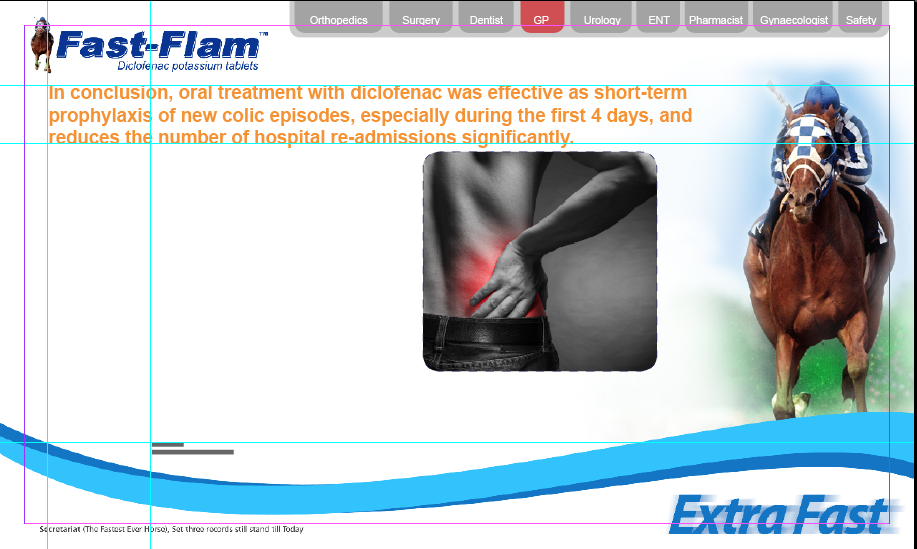 Orthopedics Surgery Dentist GP Urology ENT Pharmacist Gynaecologist Safety
Fast-Flam™
Diclofenac potassium tablets
In conclusion, oral treatment with diclofenac was effective as short-term
prophylaxis of new colic episodes, especially during the first 4 days, and
reduces the number of hospital re-admissions significantly.
Extra Fast
Secretariat (The Fastest Ever Horse), Set three records still stand till Today